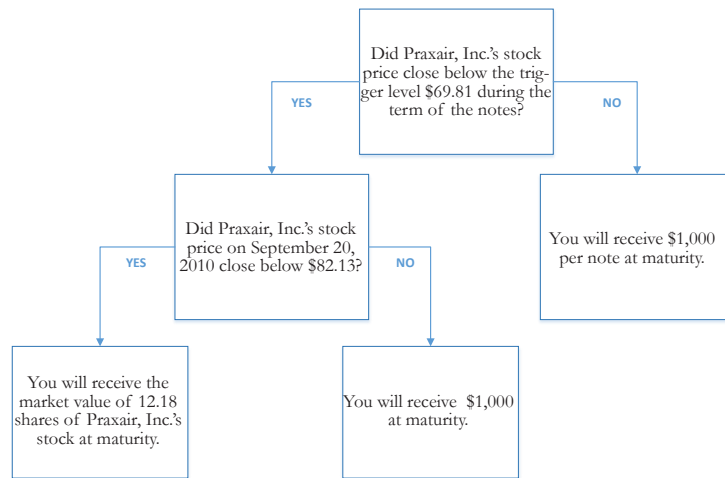 Did Praxair, Inc.'s stock
price close below the trig-
ger level $69.81 during the
term of the notes?
YES
NO
Did Praxair, Inc.'s stock
price on September 20,
2010 close below $82.13?
You will receive $1,000
per note at maturity.
YES
NO
You will receive the
market value of 12.18
shares of Praxair, Inc.'s
stock at maturity.
You will receive $1,000
at maturity.